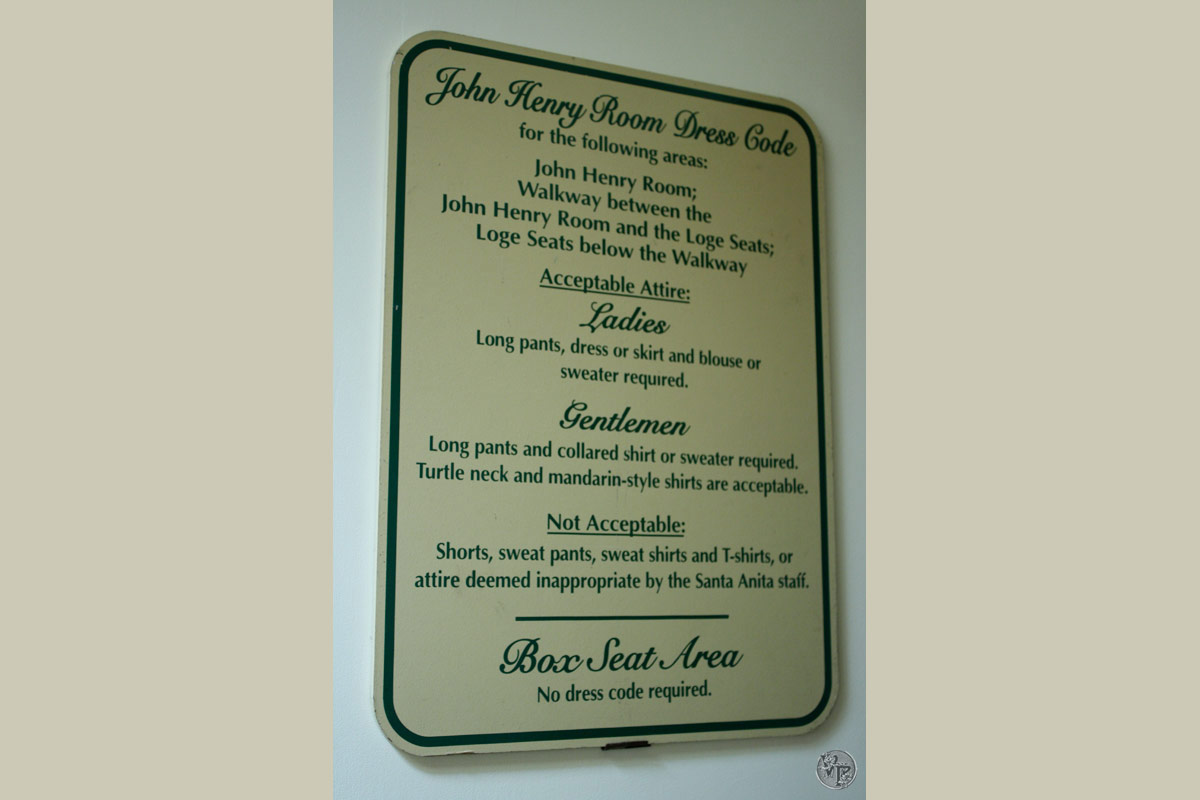 John Henry Room Dress Code
for the following areas:
John Henry Room;
Walkway between the
John Henry Room and the Loge Seats;
Loge Seats below the Walkway
Acceptable Attire:
Ladies
Long pants, dress or skirt and blouse or
sweater required.
Gentlemen
Long pants and collared shirt or sweater required.
Turtle neck and mandarin-style shirts are acceptable.
Not Acceptable:
Shorts, sweat pants, sweat shirts and T-shirts, or
attire deemed inappropriate by the Santa Anita staff.
Box Seat Area
No dress code required.